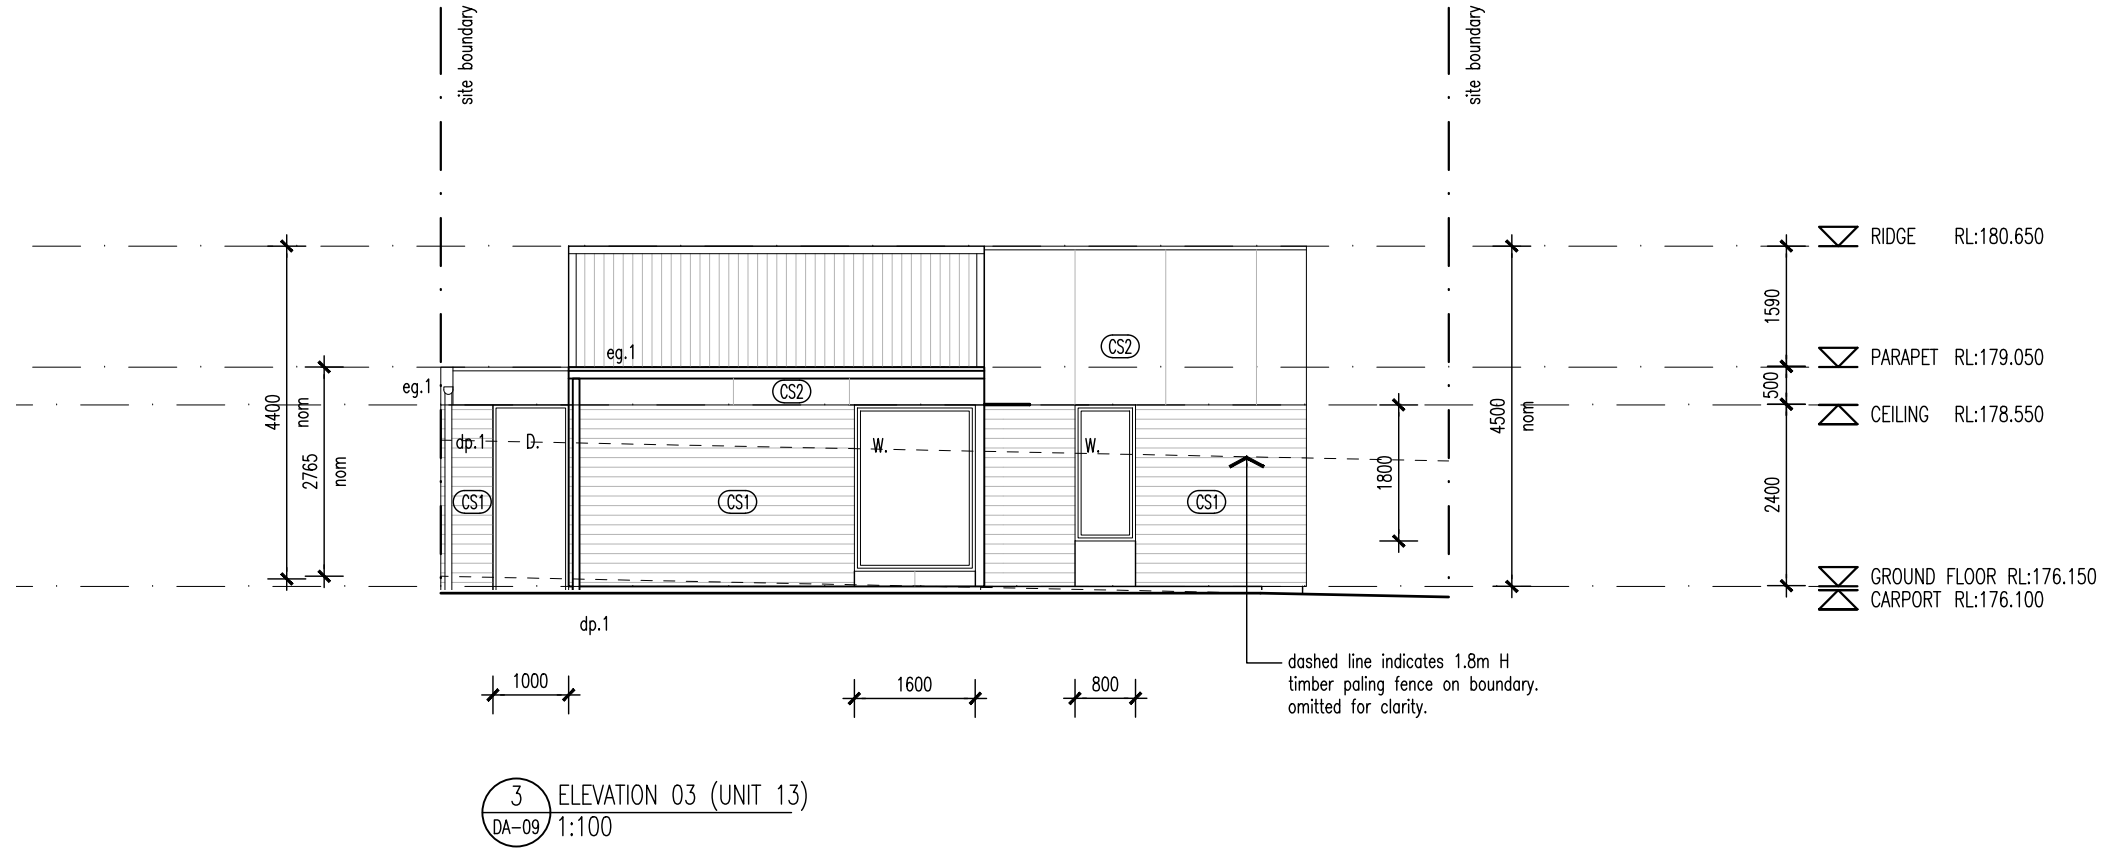 site boundary
site boundary
RIDGE RL:180.650
1590
PARAPET RL:179.050
500
CEILING RL:178.550
2400
GROUND FLOOR RL:176.150
CARPORT RL:176.100
4400
nom
2765
nom
eg.1
eg.1
CS2
CS2
dp.1
D.
W.
W.
CS1
CS1
CS1
1800
4500
nom
dp.1
1000
1600
800
dashed line indicates 1.8m H
timber paling fence on boundary.
omitted for clarity.
3
DA-09
ELEVATION 03 (UNIT 13)
1:100